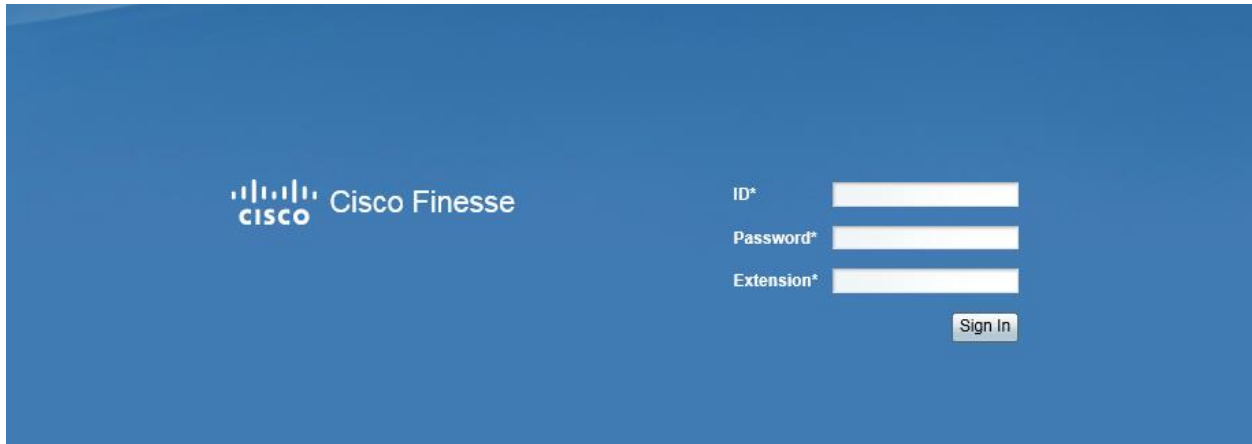 CISCO Cisco Finesse
ID*
Password*
Extension*
Sign In